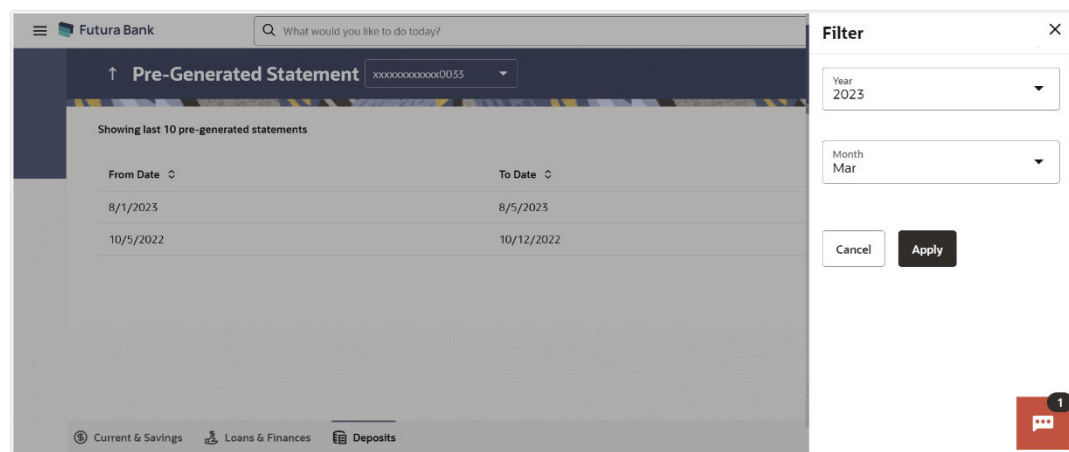 Futura Bank
What would you like to do today?
Pre-Generated Statement xxxxxxxxxxxx0033
Showing last 10 pre-generated statements
From Date To Date
8/1/2023 8/5/2023
10/5/2022 10/12/2022
Current & Savings Loans & Finances Deposits
Filter
Year
2023
Month
Mar
Cancel Apply
1